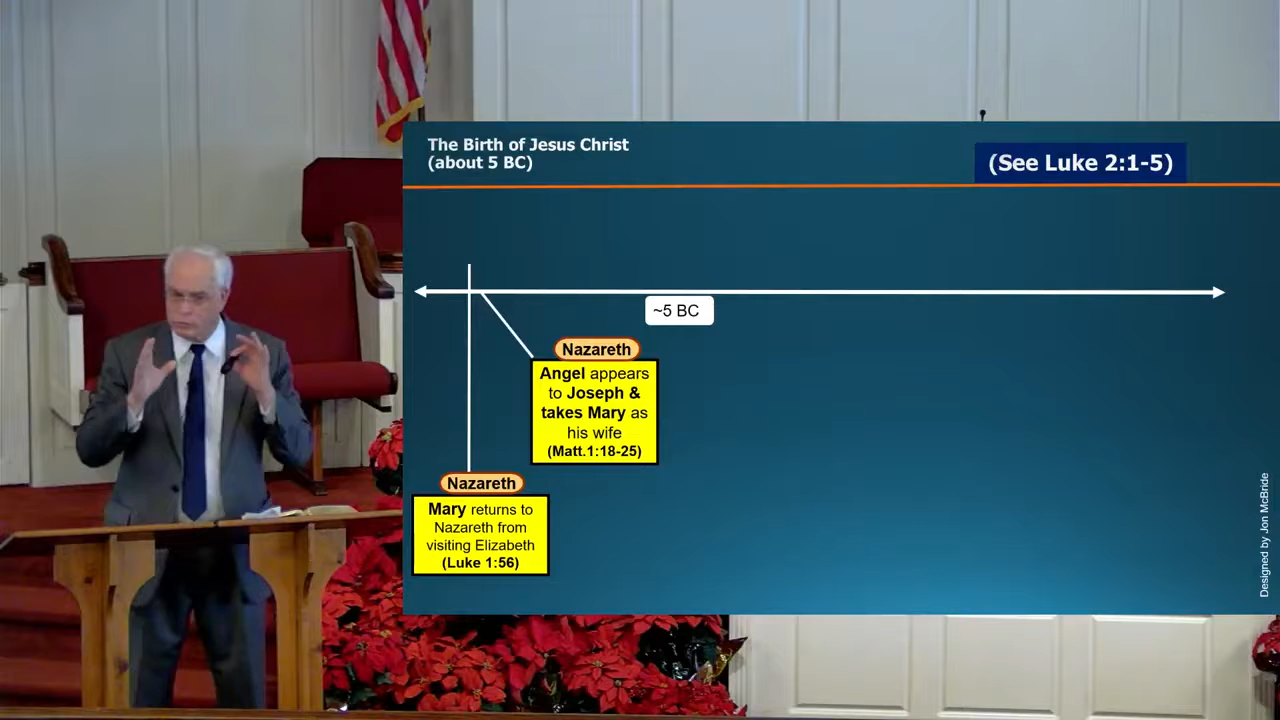 The Birth of Jesus Christ
(about 5 BC)
(See Luke 2:1-5)
~5 BC
Nazareth
Angel appears
to Joseph &
takes Mary as
his wife
(Matt.1:18-25)
Nazareth
Mary returns to
Nazareth from
visiting Elizabeth
(Luke 1:56)
Designed by Jon McBride